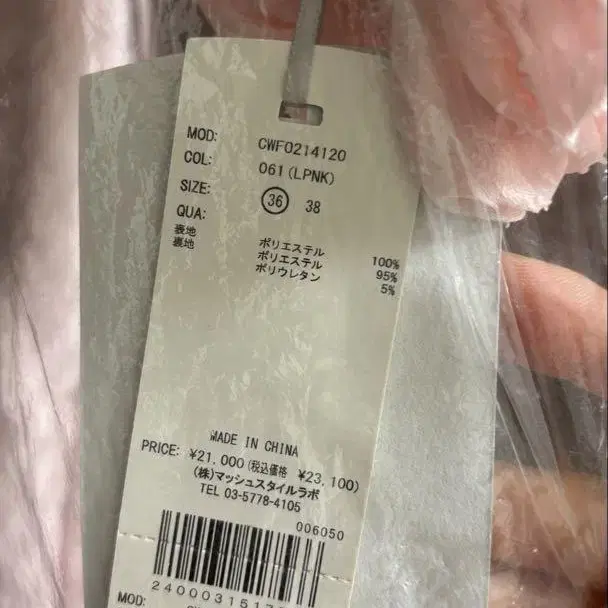 MOD: CWF0214120
COL: 061(LPNK)
SIZE: 36 38
QUA:
表地 ポリエステル 100%
裏地 ポリエステル 95%
ポリウレタン 5%
MADE IN CHINA
PRICE: ¥21,000(税込価格 ¥23,100)
(株)マッシュスタイルラボ
TEL 03-5778-4105
006050
2400031517
MOD: